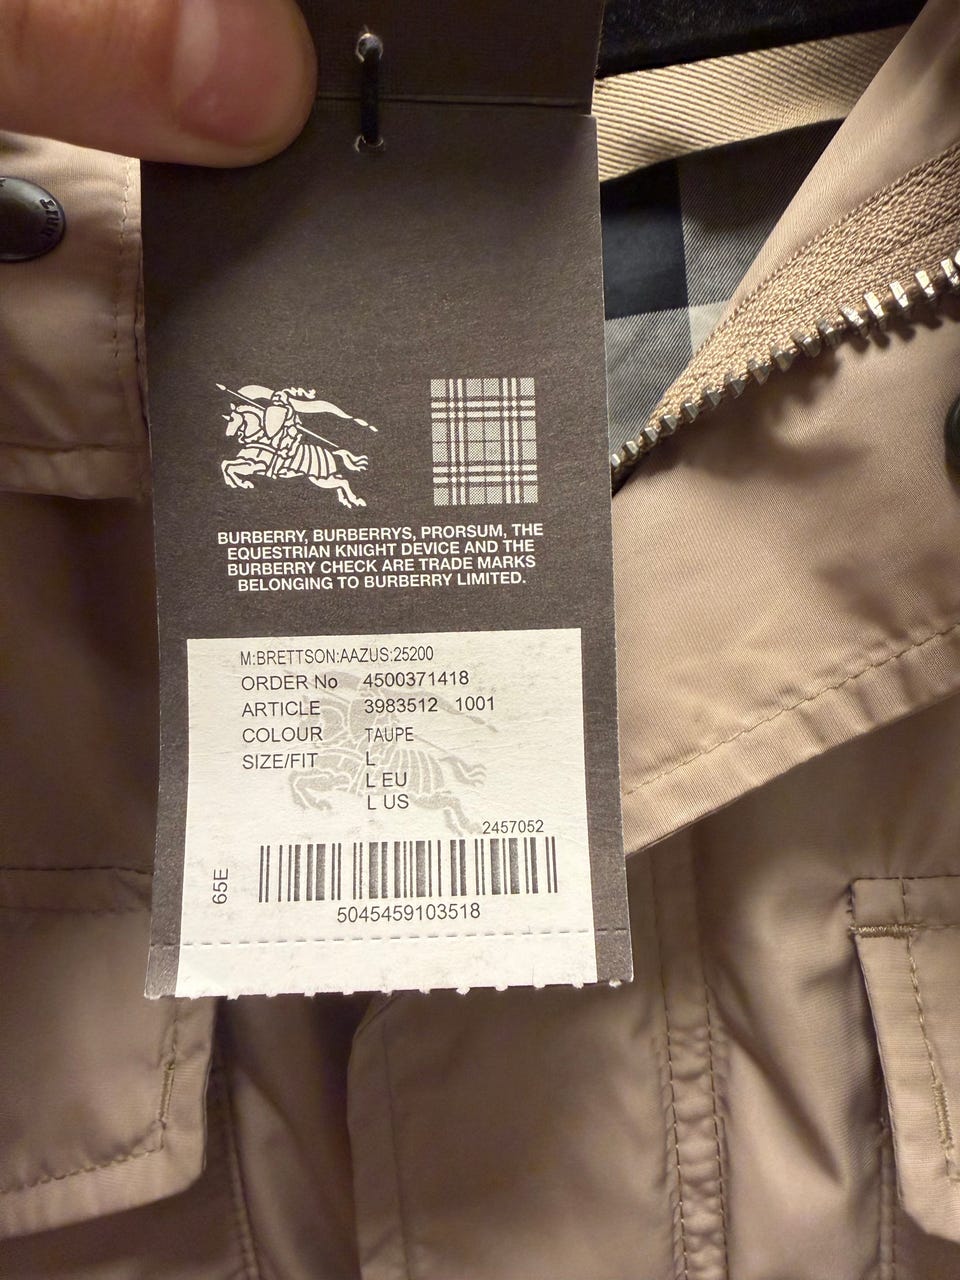 BURBERRY, BURBERRYS, PRORSUM, THE
EQUESTRIAN KNIGHT DEVICE AND THE
BURBERRY CHECK ARE TRADE MARKS
BELONGING TO BURBERRY LIMITED.
M:BRETTSON:AAZUS:25200
ORDER No 4500371418
ARTICLE 3983512 1001
COLOUR TAUPE
SIZE/FIT L
L EU
L US
2457052
65E
5045459103518